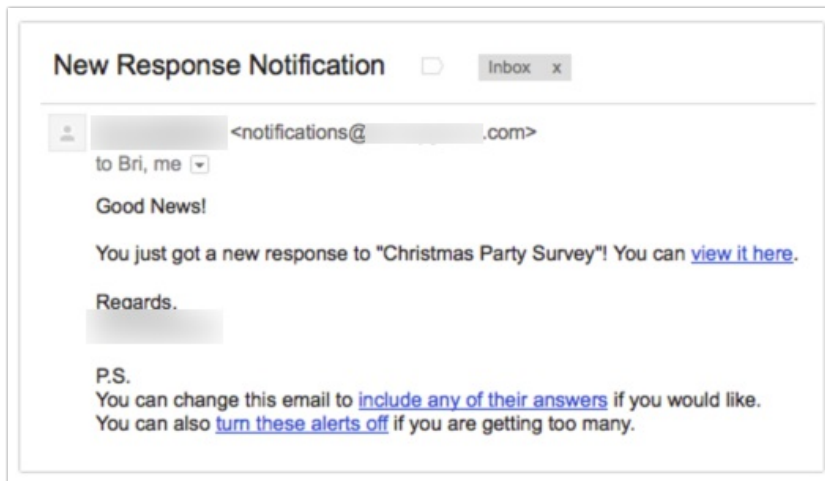 New Response Notification Inbox x
<notifications@ .com>
to Bri, me
Good News!
You just got a new response to "Christmas Party Survey"! You can view it here.
Regards,
P.S.
You can change this email to include any of their answers if you would like.
You can also turn these alerts off if you are getting too many.